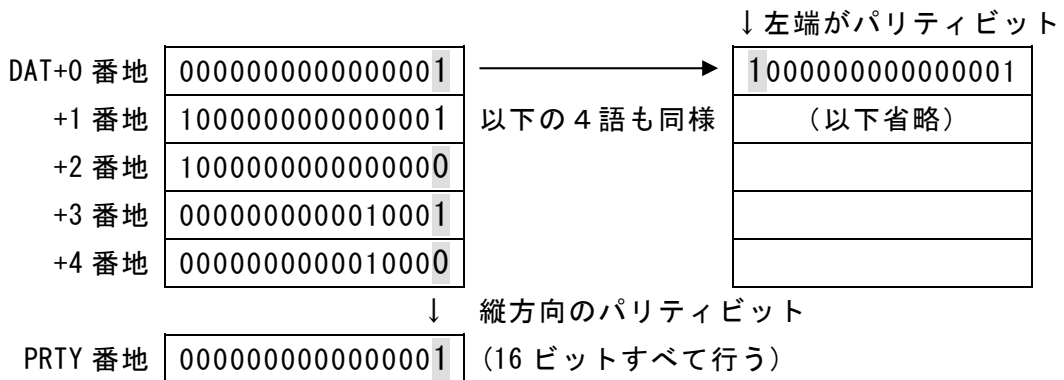 ↓左端がパリティビット
DAT+0 番地 0000000000000001 1000000000000001
+1 番地 1000000000000001 以下の４語も同様 (以下省略)
+2 番地 1000000000000000
+3 番地 0000000000010001
+4 番地 0000000000010000
↓ 縦方向のパリティビット
PRTY 番地 0000000000000001 (16 ビットすべて行う)